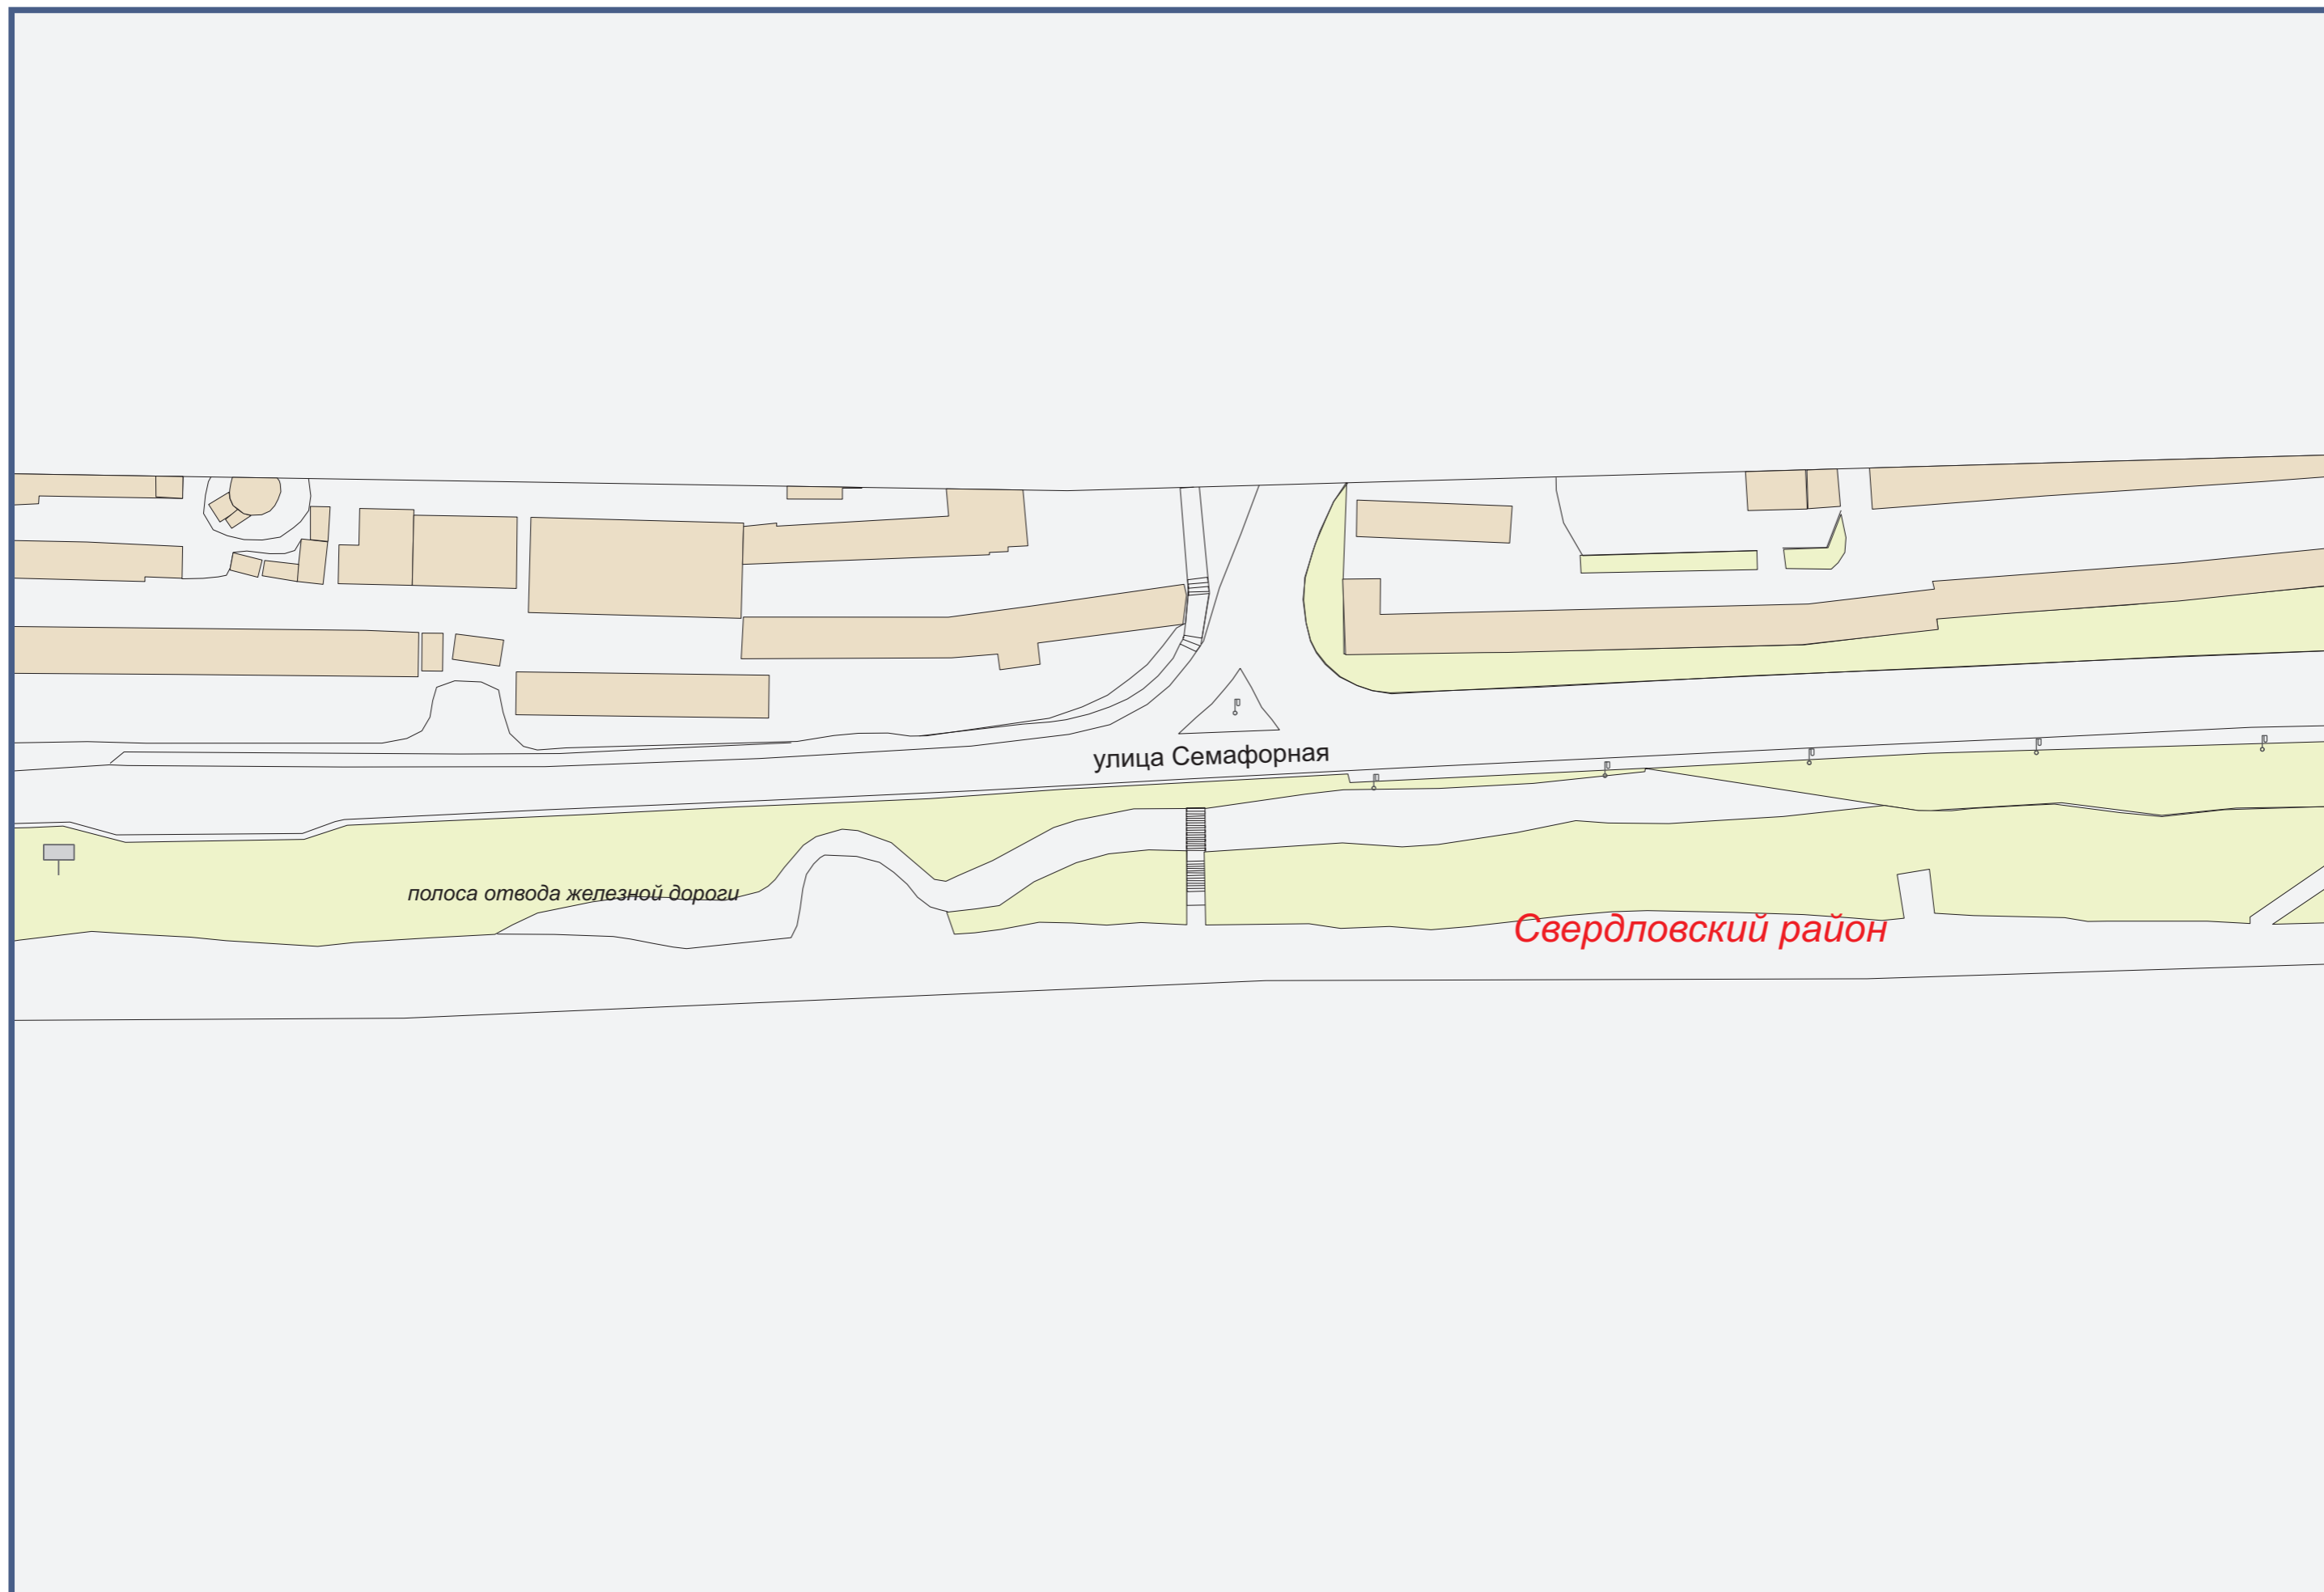 улица Семафорная
полоса отвода железной дороги
Свердловский район